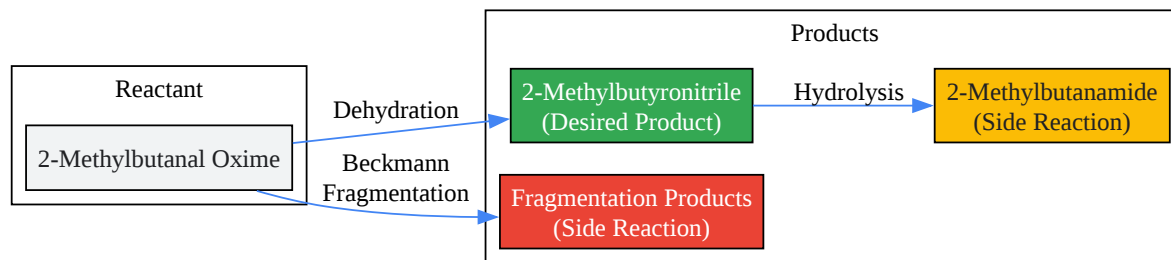 Products
Reactant
2-Methylbutanal Oxime
Dehydration
Beckmann
Fragmentation
2-Methylbutyronitrile
(Desired Product)
Hydrolysis
2-Methylbutanamide
(Side Reaction)
Fragmentation Products
(Side Reaction)